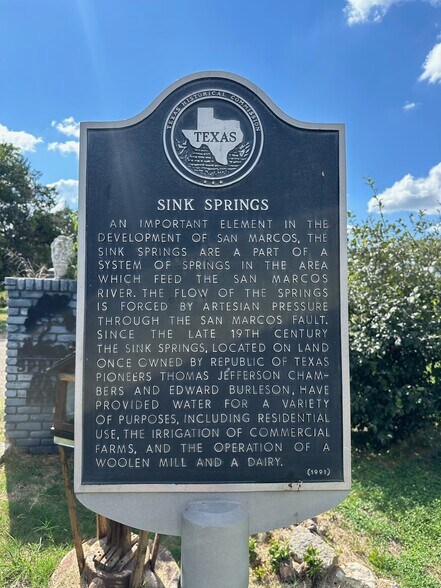 TEXAS HISTORICAL COMMISSION
TEXAS
SINK SPRINGS
AN IMPORTANT ELEMENT IN THE
DEVELOPMENT OF SAN MARCOS, THE
SINK SPRINGS ARE A PART OF A
SYSTEM OF SPRINGS IN THE AREA
WHICH FEED THE SAN MARCOS
RIVER. THE FLOW OF THE SPRINGS
IS FORCED BY ARTESIAN PRESSURE
THROUGH THE SAN MARCOS FAULT.
SINCE THE LATE 19TH CENTURY
THE SINK SPRINGS, LOCATED ON LAND
ONCE OWNED BY REPUBLIC OF TEXAS
PIONEERS THOMAS JEFFERSON CHAM-
BERS AND EDWARD BURLESON, HAVE
PROVIDED WATER FOR A VARIETY
OF PURPOSES, INCLUDING RESIDENTIAL
USE, THE IRRIGATION OF COMMERCIAL
FARMS, AND THE OPERATION OF A
WOOLEN MILL AND A DAIRY.
(1991)